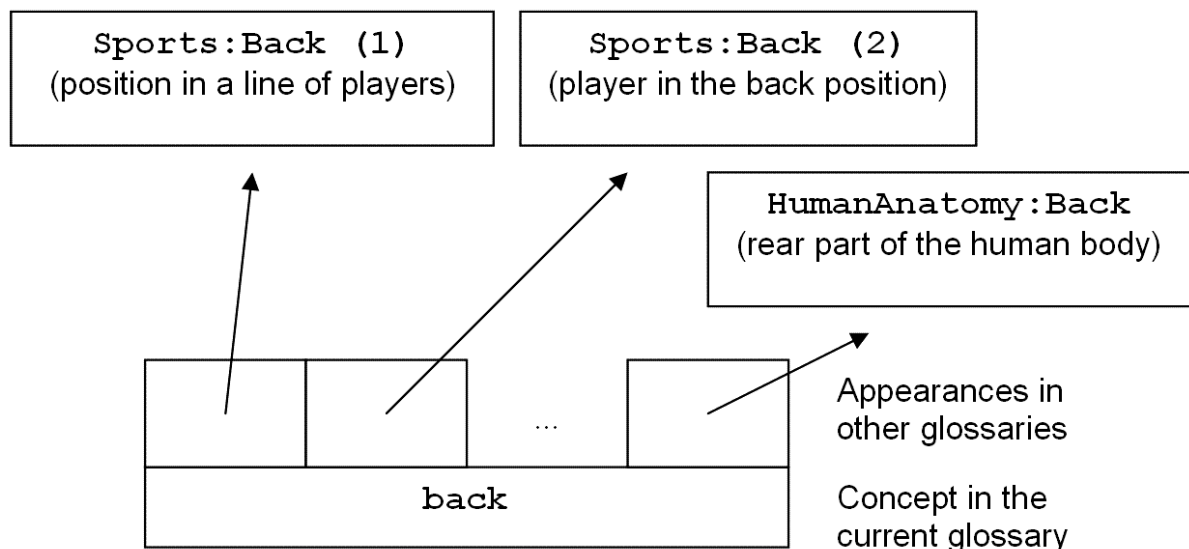 Sports:Back (1)
(position in a line of players)
Sports:Back (2)
(player in the back position)
HumanAnatomy:Back
(rear part of the human body)
...
Appearances in
other glossaries
back
Concept in the
current glossary